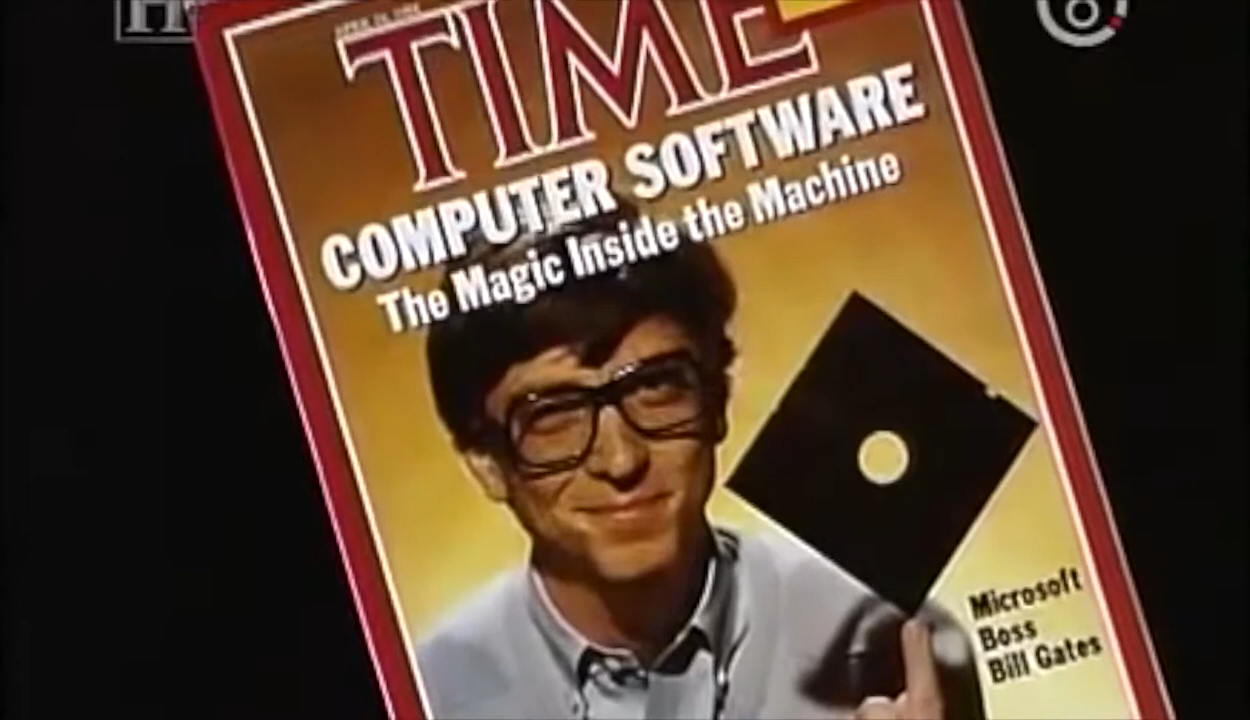 TIME
COMPUTER SOFTWARE
The Magic Inside the Machine
Microsoft
Boss
Bill Gates